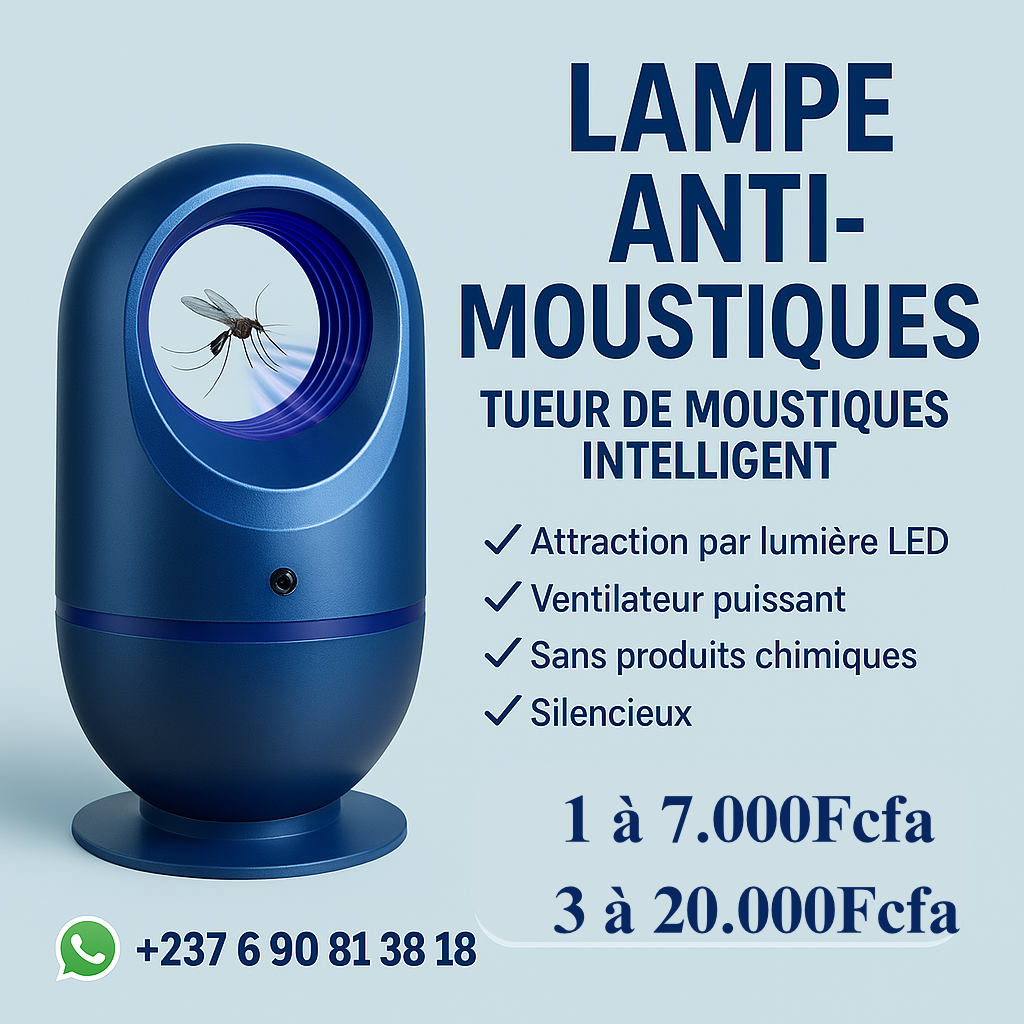 LAMPE
ANTI-
MOUSTIQUES
TUEUR DE MOUSTIQUES
INTELLIGENT
✓ Attraction par lumière LED
✓ Ventilateur puissant
✓ Sans produits chimiques
✓ Silencieux
1 à 7.000Fcfa
3 à 20.000Fcfa
+237 6 90 81 38 18